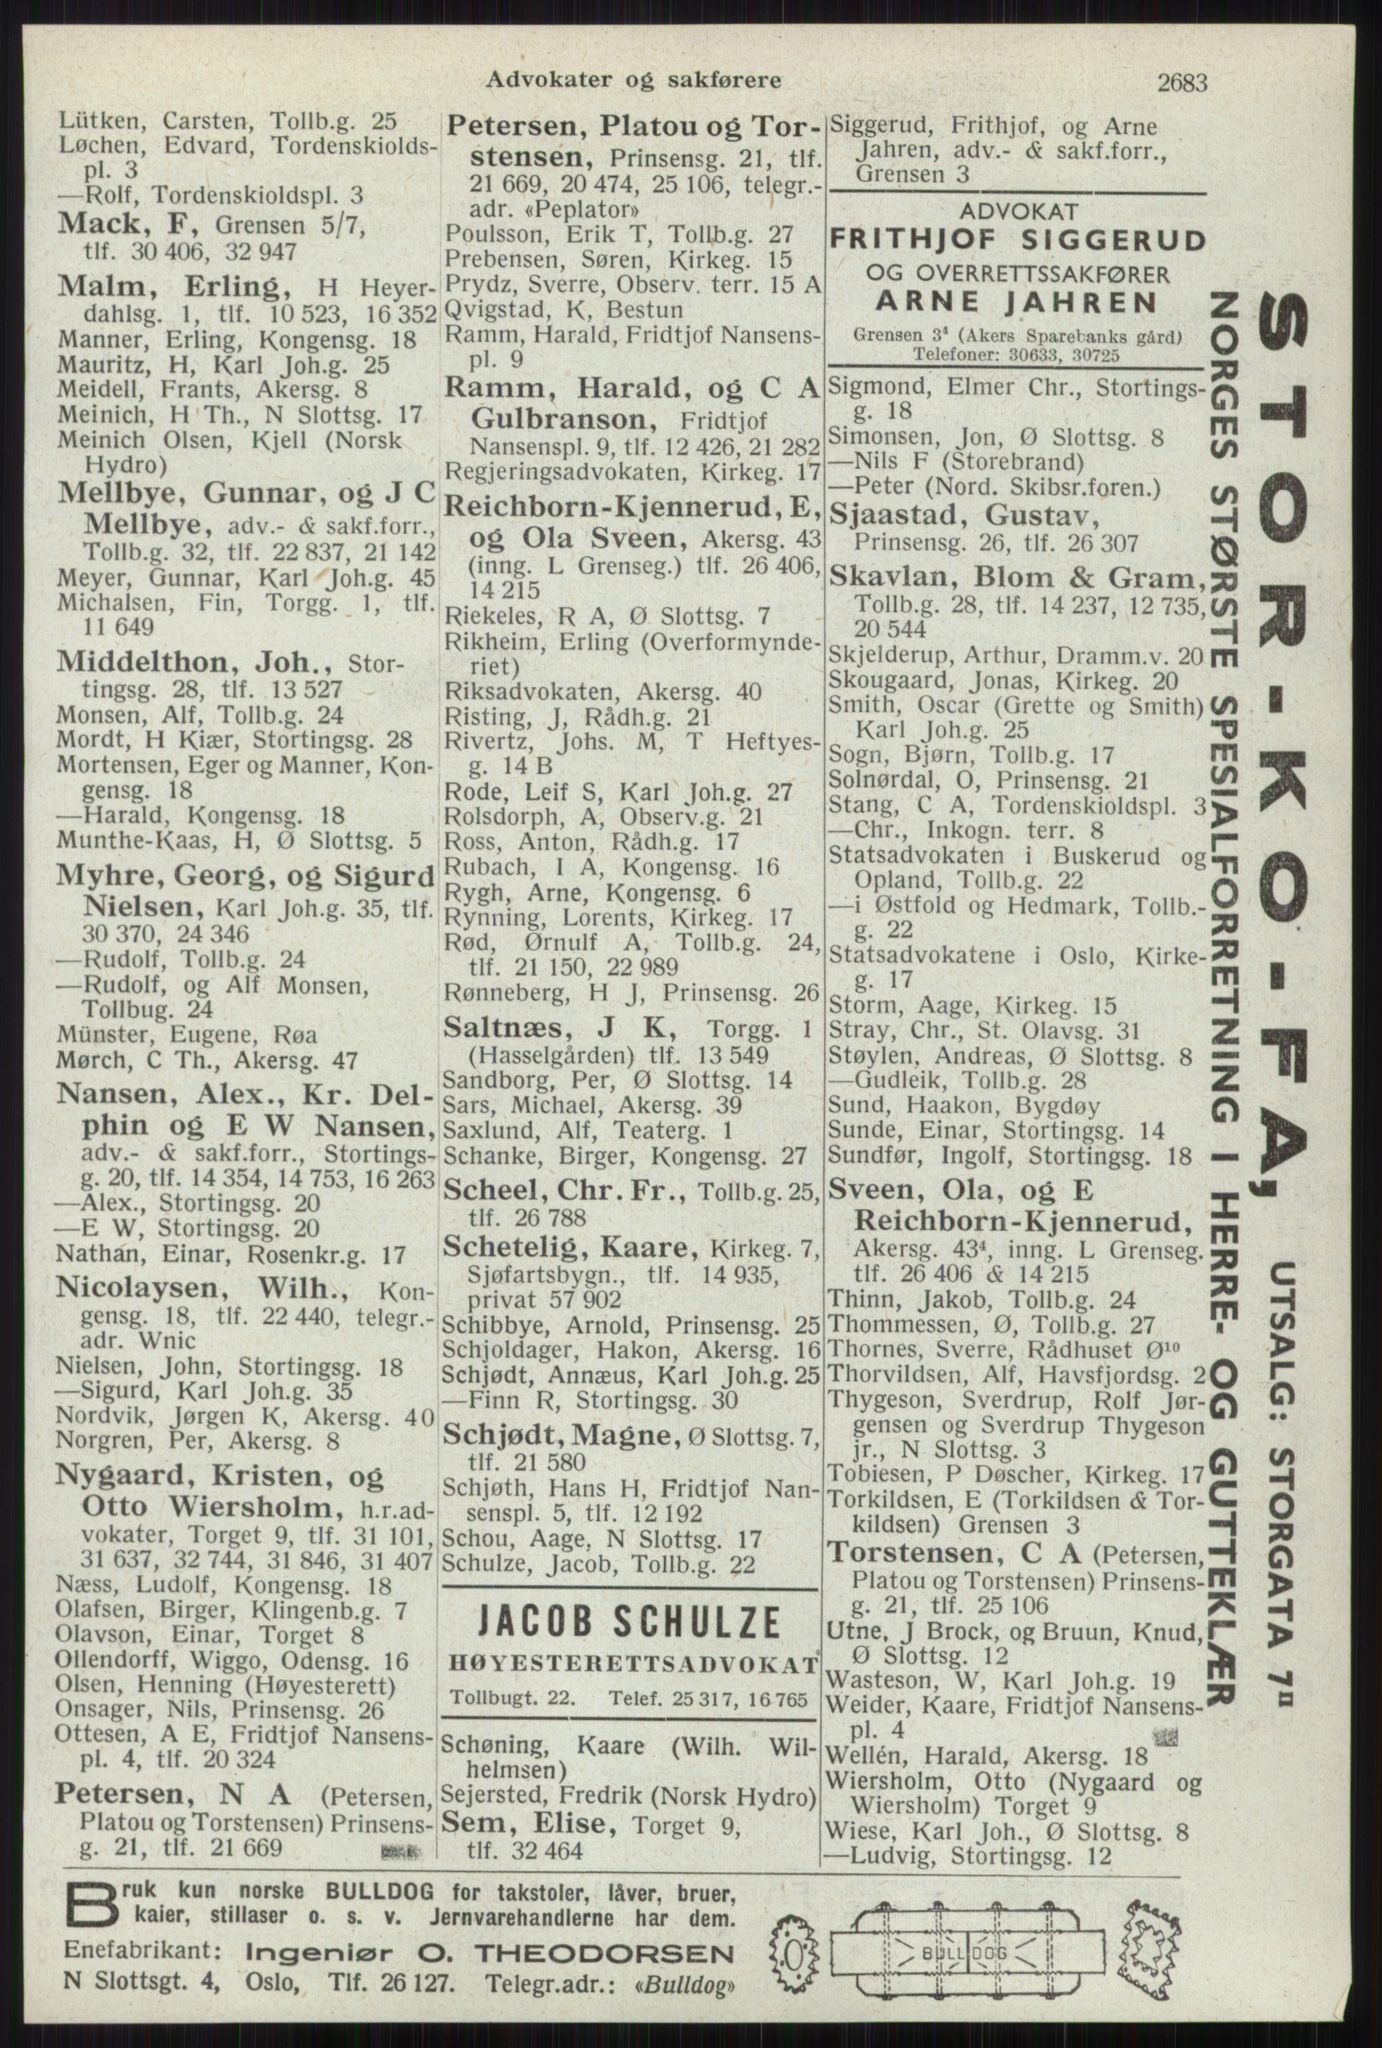 Advokater og sakførere
2683
Lütken, Carsten, Tollb.g. 25
Løchen, Edvard, Tordenskiolds-
pl. 3
—Rolf, Tordenskioldspl. 3
Mack, F, Grensen 5/7,
tlf. 30 406, 32 947
Malm, Erling, H Heyer-
dahlsg. 1, tlf. 10 523, 16 352
Manner, Erling, Kongensg. 18
Mauritz, H, Karl Joh.g. 25
Meidell, Frants, Akersg. 8
Meinich, H Th., N Slottsg. 17
Meinich Olsen, Kjell (Norsk
Hydro)
Mellbye, Gunnar, og J C
Mellbye, adv.- & sakf.forr.,
Tollb.g. 32, tlf. 22 837, 21 142
Meyer, Gunnar, Karl Joh.g. 45
Michalsen, Fin, Torgg. 1, tlf.
11 649
Middelthon, Joh., Stor-
tingsg. 28, tlf. 13 527
Monsen, Alf, Tollb.g. 24
Mordt, H Kiær, Stortingsg. 28
Mortensen, Eger og Manner, Kon-
gensg. 18
—Harald, Kongensg. 18
Munthe-Kaas, H, Ø Slottsg. 5
Myhre, Georg, og Sigurd
Nielsen, Karl Joh.g. 35, tlf.
30 370, 24 346
—Rudolf, Tollb.g. 24
—Rudolf, og Alf Monsen,
Tollbug. 24
Münster, Eugene, Røa
Mørch, C Th., Akersg. 47
Nansen, Alex., Kr. Del-
phin og E W Nansen,
adv.- & sakf.forr., Stortings-
g. 20, tlf. 14 354, 14 753, 16 263
—Alex., Stortingsg. 20
—E W, Stortingsg. 20
Nathan, Einar, Rosenkr.g. 17
Nicolaysen, Wilh., Kon-
gensg. 18, tlf. 22 440, telegr.-
adr. Wnic
Nielsen, John, Stortingsg. 18
—Sigurd, Karl Joh.g. 35
Nordvik, Jørgen K, Akersg. 40
Norgren, Per, Akersg. 8
Nygaard, Kristen, og
Otto Wiersholm, h.r.ad-
vokater, Torget 9, tlf. 31 101,
31 637, 32 744, 31 846, 31 407
Næss, Ludolf, Kongensg. 18
Olafsen, Birger, Klingenb.g. 7
Olavson, Einar, Torget 8
Ollendorff, Wiggo, Odensg. 16
Olsen, Henning (Høyesterett)
Onsager, Nils, Prinsensg. 26
Ottesen, A E, Fridtjof Nansens-
pl. 4, tlf. 20 324
Petersen, N A (Petersen,
Platou og Torstensen) Prinsens-
g. 21, tlf. 21 669
Petersen, Platou og Tor-
stensen, Prinsensg. 21, tlf.
21 669, 20 474, 25 106, telegr.-
adr. «Peplator»
Poulsson, Erik T, Tollb.g. 27
Prebensen, Søren, Kirkeg. 15
Prydz, Sverre, Observ. terr. 15 A
Qvigstad, K, Bestun
Ramm, Harald, Fridtjof Nansens-
pl. 9
Ramm, Harald, og C A
Gulbranson, Fridtjof
Nansenspl. 9, tlf. 12 426, 21 282
Regjeringsadvokaten, Kirkeg. 17
Reichborn-Kjennerud, E,
og Ola Sveen, Akersg. 43
(inng. L Grenseg.) tlf. 26 406,
14 215
Riekeles, R A, Ø Slottsg. 7
Rikheim, Erling (Overformynde-
riet)
Riksadvokaten, Akersg. 40
Risting, J, Rådh.g. 21
Rivertz, Johs. M, T Heftyes-
g. 14 B
Rode, Leif S, Karl Joh.g. 27
Rolsdorph, A, Observ.g. 21
Ross, Anton, Rådh.g. 17
Rubach, I A, Kongensg. 16
Rygh, Arne, Kongensg. 6
Rynning, Lorents, Kirkeg. 17
Rød, Ørnulf A, Tollb.g. 24,
tlf. 21 150, 22 989
Rønneberg, H J, Prinsensg. 26
Saltnæs, J K, Torgg. 1
(Hasselgården) tlf. 13 549
Sandborg, Per, Ø Slottsg. 14
Sars, Michael, Akersg. 39
Saxlund, Alf, Teaterg. 1
Schanke, Birger, Kongensg. 27
Scheel, Chr. Fr., Tollb.g. 25,
tlf. 26 788
Schetelig, Kaare, Kirkeg. 7,
Sjøfartsbygn., tlf. 14 935,
privat 57 902
Schibbye, Arnold, Prinsensg. 25
Schjoldager, Hakon, Akersg. 16
Schjødt, Annæus, Karl Joh.g. 25
—Finn R, Stortingsg. 30
Schjødt, Magne, Ø Slottsg. 7,
tlf. 21 580
Schjøth, Hans H, Fridtjof Nan-
senspl. 5, tlf. 12 192
Schou, Aage, N Slottsg. 17
Schulze, Jacob, Tollb.g. 22
JACOB SCHULZE
HØYESTERETTSADVOKAT
Tollbugt. 22. Telef. 25 317, 16 765
Schøning, Kaare (Wilh. Wil-
helmsen)
Sejersted, Fredrik (Norsk Hydro)
Sem, Elise, Torget 9,
tlf. 32 464
Siggerud, Frithjof, og Arne
Jahren, adv.- & sakf.forr.,
Grensen 3
ADVOKAT
FRITHJOF SIGGERUD
OG OVERRETTSSAKFØRER
ARNE JAHREN
Grensen 3⁴ (Akers Sparebanks gård)
Telefoner: 30633, 30725
Sigmond, Elmer Chr., Stortings-
g. 18
Simonsen, Jon, Ø Slottsg. 8
—Nils F (Storebrand)
—Peter (Nord. Skibsr.foren.)
Sjaastad, Gustav,
Prinsensg. 26, tlf. 26 307
Skavlan, Blom & Gram,
Tollb.g. 28, tlf. 14 237, 12 735,
20 544
Skjelderup, Arthur, Dramm.v. 20
Skougaard, Jonas, Kirkeg. 20
Smith, Oscar (Grette og Smith)
Karl Joh.g. 25
Sogn, Bjørn, Tollb.g. 17
Solnørdal, O, Prinsensg. 21
Stang, C A, Tordenskioldspl. 3
—Chr., Inkogn. terr. 8
Statsadvokaten i Buskerud og
Opland, Tollb.g. 22
—i Østfold og Hedmark, Tollb.-
g. 22
Statsadvokatene i Oslo, Kirke-
g. 17
Storm, Aage, Kirkeg. 15
Stray, Chr., St. Olavsg. 31
Støylen, Andreas, Ø Slottsg. 8
—Gudleik, Tollb.g. 28
Sund, Haakon, Bygdøy
Sunde, Einar, Stortingsg. 14
Sundfør, Ingolf, Stortingsg. 18
Sveen, Ola, og E
Reichborn-Kjennerud,
Akersg. 43⁴, inng. L Grenseg.
tlf. 26 406 & 14 215
Thinn, Jakob, Tollb.g. 24
Thommessen, Ø, Tollb.g. 27
Thornes, Sverre, Rådhuset Ø¹⁰
Thorvildsen, Alf, Havsfjordsg. 2
Thygeson, Sverdrup, Rolf Jør-
gensen og Sverdrup Thygeson
jr., N Slottsg. 3
Tobiesen, P Døscher, Kirkeg. 17
Torkildsen, E (Torkildsen & Tor-
kildsen) Grensen 3
Torstensen, C A (Petersen,
Platou og Torstensen) Prinsens-
g. 21, tlf. 25 106
Utne, J Brock, og Bruun, Knud,
Ø Slottsg. 12
Wasteson, W, Karl Joh.g. 19
Weider, Kaare, Fridtjof Nansens-
pl. 4
Wellén, Harald, Akersg. 18
Wiersholm, Otto (Nygaard og
Wiersholm) Torget 9
Wiese, Karl Joh., Ø Slottsg. 8
—Ludvig, Stortingsg. 12
STOR-KO-FA, UTSALG: STORGATA 7ᴵᴵ
NORGES STØRSTE SPESIALFORRETNING I HERRE- OG GUTTEKLÆR
Bruk kun norske BULLDOG for takstoler, låver, bruer,
kaier, stillaser o. s. v. Jernvarehandlerne har dem.
Enefabrikant: Ingeniør O. THEODORSEN
N Slottsgt. 4, Oslo, Tlf. 26 127. Telegr.adr.: «Bulldog»
BULLDOG